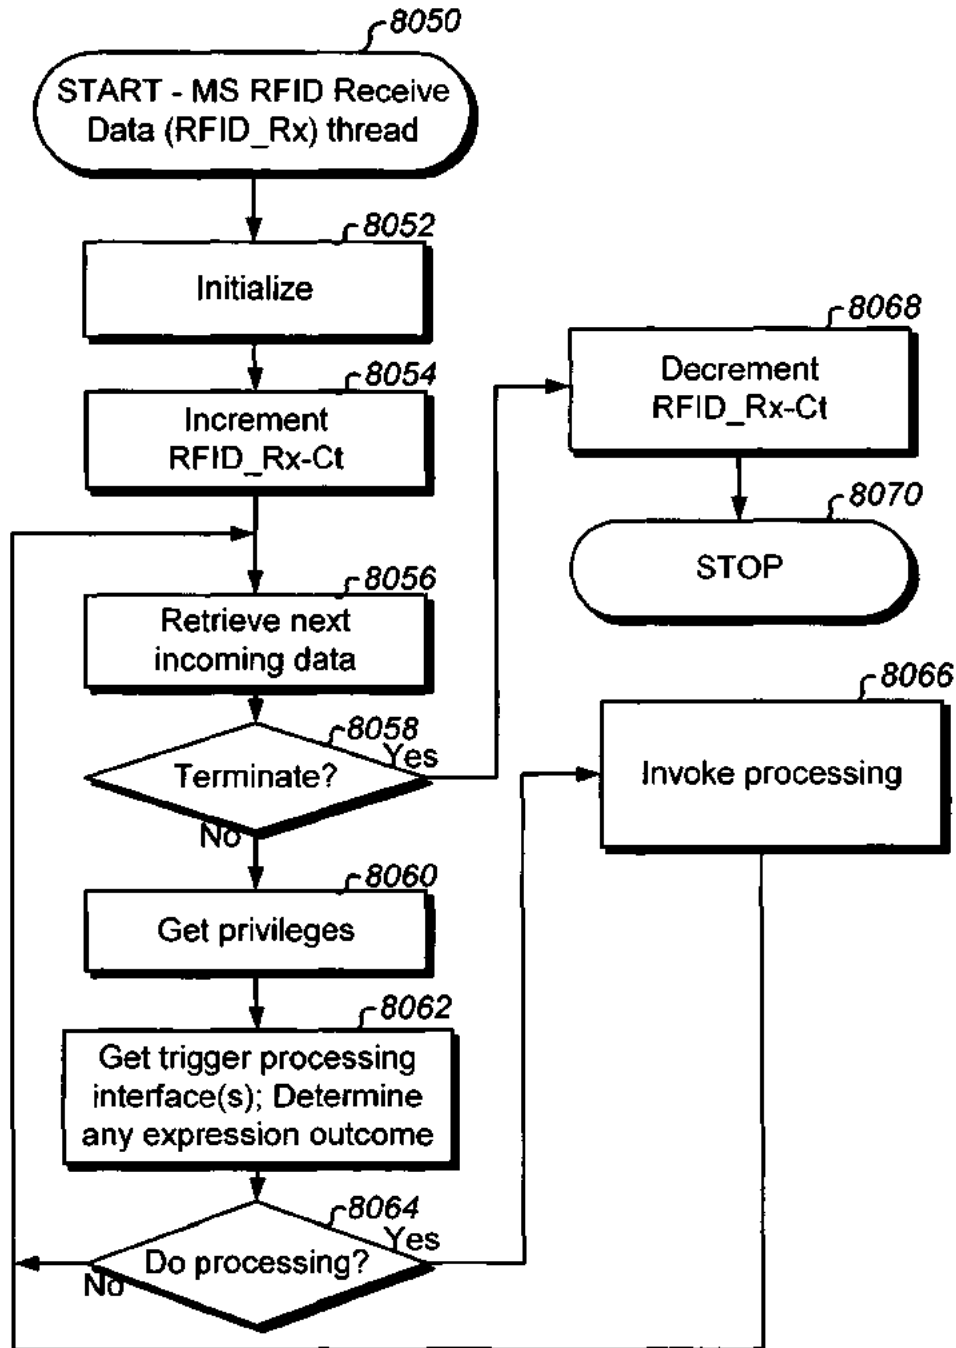 8050
START - MS RFID Receive
Data (RFID_Rx) thread
8052
Initialize
8054
Increment
RFID_Rx-Ct
8056
Retrieve next
incoming data
8058
Terminate?
Yes
No
8060
Get privileges
8062
Get trigger processing
interface(s); Determine
any expression outcome
8064
Do processing?
Yes
No
8068
Decrement
RFID_Rx-Ct
8070
STOP
8066
Invoke processing